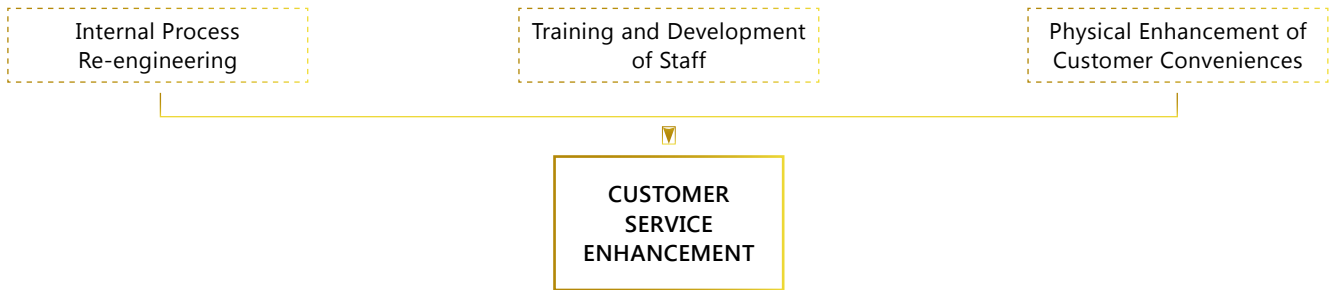 Internal Process
Re-engineering
Training and Development
of Staff
Physical Enhancement of
Customer Conveniences
CUSTOMER
SERVICE
ENHANCEMENT